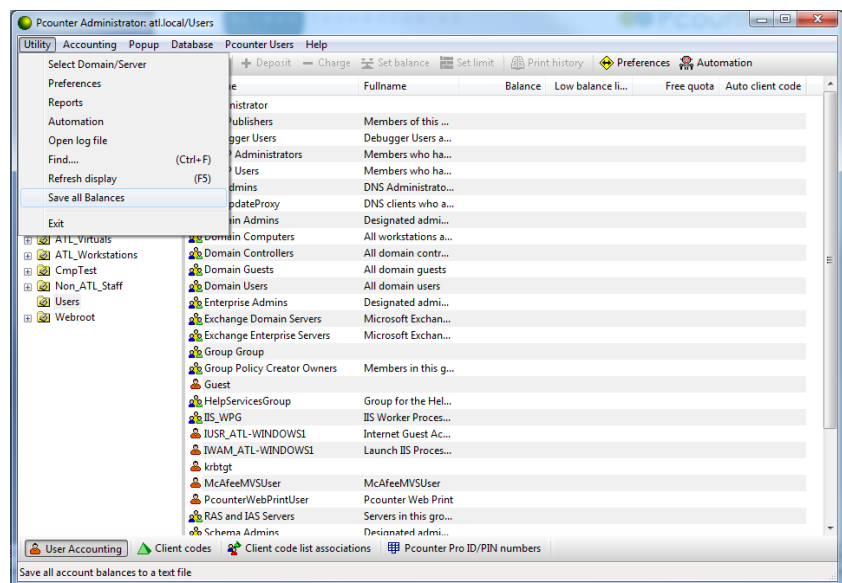 Pcounter Administrator: atl.local/Users
Utility Accounting Popup Database Pcounter Users Help
Select Domain/Server
Preferences
Reports
Automation
Open log file
Find.... (Ctrl+F)
Refresh display (F5)
Save all Balances
Exit
Deposit Charge Set balance Set limit Print history Preferences Automation
Fullname Balance Low balance li... Free quota Auto client code
nistrator
Publishers Members of this ...
gger Users Debugger Users a...
Administrators Members who ha...
Users Members who ha...
dmins DNS Administrato...
pdateProxy DNS clients who a...
in Admins Designated admi...
ATL_Virtuals
ATL_Workstations
CmpTest
Non_ATL_Staff
Users
Webroot
Domain Computers All workstations a...
Domain Controllers All domain contr...
Domain Guests All domain guests
Domain Users All domain users
Enterprise Admins Designated admi...
Exchange Domain Servers Microsoft Exchan...
Exchange Enterprise Servers Microsoft Exchan...
Group Group
Group Policy Creator Owners Members in this g...
Guest
HelpServicesGroup Group for the Hel...
IIS_WPG IIS Worker Proces...
IUSR_ATL-WINDOWS1 Internet Guest Ac...
IWAM_ATL-WINDOWS1 Launch IIS Proces...
krbtgt
McAfeeMVSUser McAfeeMVSUser
PcounterWebPrintUser Pcounter Web Print
RAS and IAS Servers Servers in this gro...
Schema Admins Designated admi...
User Accounting Client codes Client code list associations Pcounter Pro ID/PIN numbers
Save all account balances to a text file